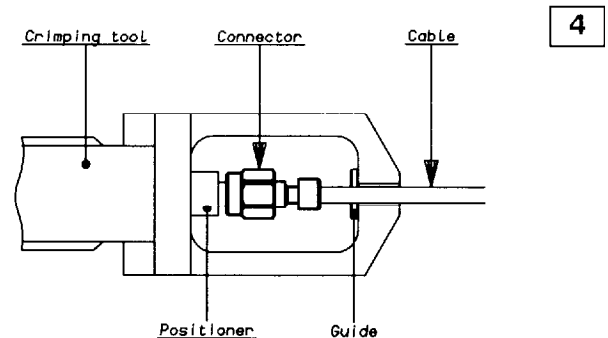 4
Crimping tool
Connector
Cable
Positioner
Guide